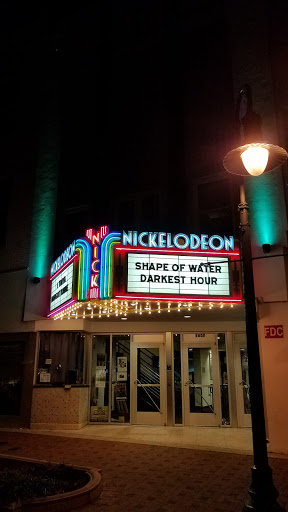 NICKELODEON
NICK
SHAPE OF WATER
DARKEST HOUR
FDC